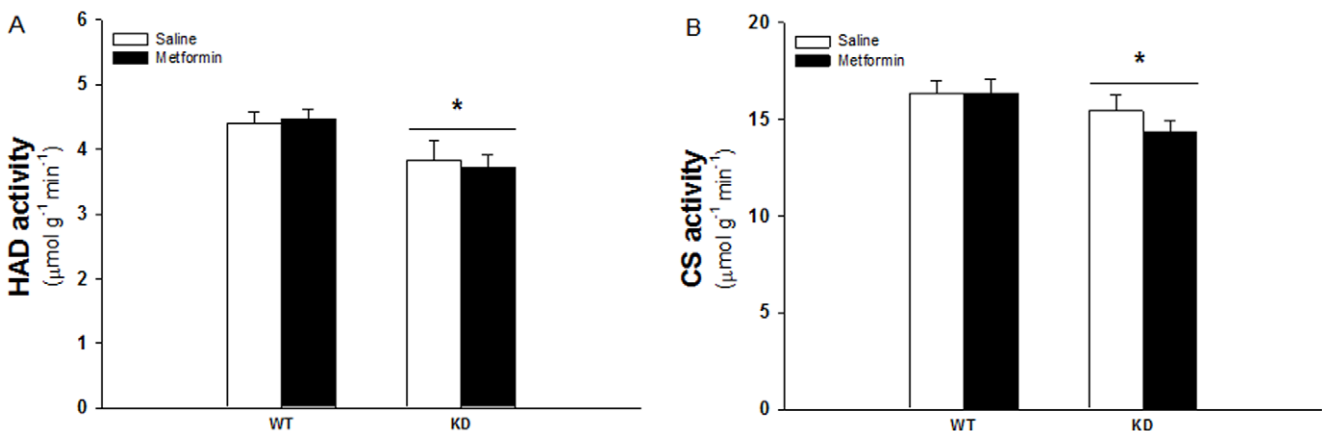 A
6
5
4
3
2
1
0
HAD activity
(μmol g⁻¹ min⁻¹)
Saline
Metformin
*
WT KD
B
20
15
10
5
0
CS activity
(μmol g⁻¹ min⁻¹)
Saline
Metformin
*
WT KD